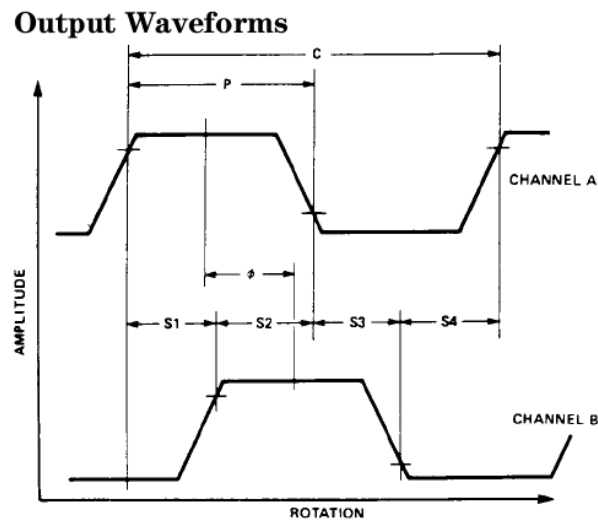 Output Waveforms
C
P
CHANNEL A
ϕ
S1 S2 S3 S4
AMPLITUDE
CHANNEL B
ROTATION